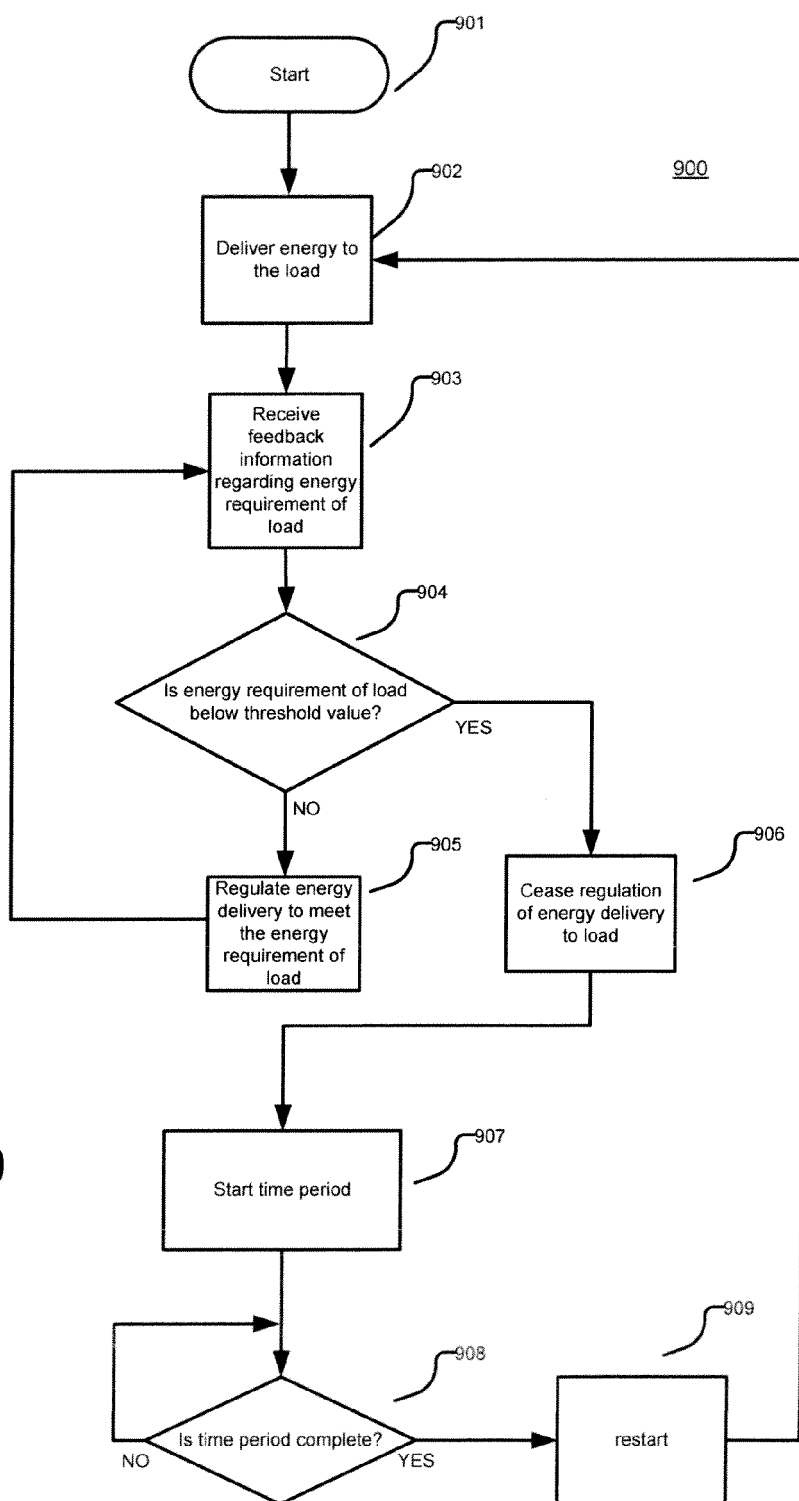 901
Start
900
902
Deliver energy to
the load
903
Receive
feedback
information
regarding energy
requirement of
load
904
Is energy requirement of load
below threshold value?
YES
NO
905
Regulate energy
delivery to meet
the energy
requirement of
load
906
Cease regulation
of energy delivery
to load
907
Start time period
909
908
Is time period complete?
NO
YES
restart